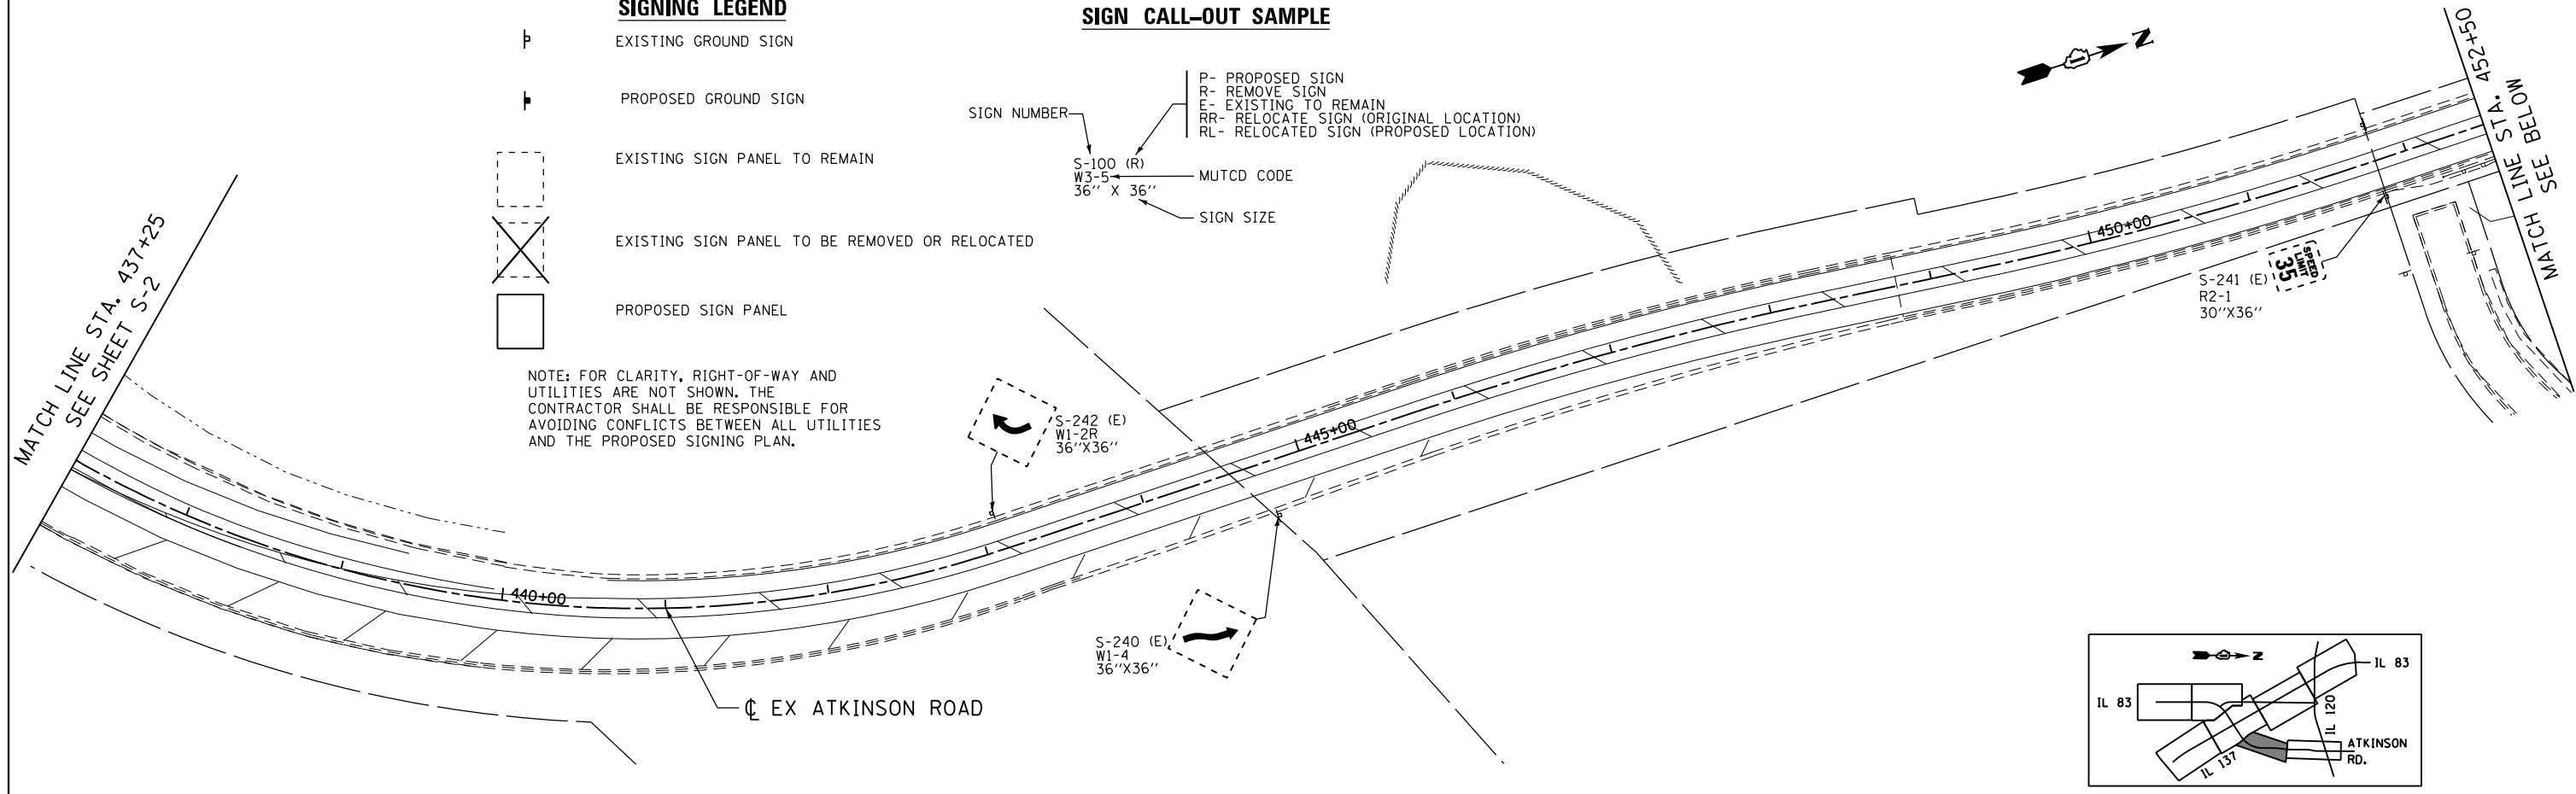 SIGNING LEGEND
EXISTING GROUND SIGN
PROPOSED GROUND SIGN
EXISTING SIGN PANEL TO REMAIN
EXISTING SIGN PANEL TO BE REMOVED OR RELOCATED
PROPOSED SIGN PANEL
NOTE: FOR CLARITY, RIGHT-OF-WAY AND
UTILITIES ARE NOT SHOWN. THE
CONTRACTOR SHALL BE RESPONSIBLE FOR
AVOIDING CONFLICTS BETWEEN ALL UTILITIES
AND THE PROPOSED SIGNING PLAN.
SIGN CALL-OUT SAMPLE
P- PROPOSED SIGN
R- REMOVE SIGN
E- EXISTING TO REMAIN
RR- RELOCATE SIGN (ORIGINAL LOCATION)
RL- RELOCATED SIGN (PROPOSED LOCATION)
SIGN NUMBER
S-100 (R)
W3-5
36'' X 36''
MUTCD CODE
SIGN SIZE
N
MATCH LINE STA. 452+50
SEE BELOW
MATCH LINE STA. 437+25
SEE SHEET S-2
440+00
445+00
450+00
S-242 (E)
W1-2R
36''X36''
S-240 (E)
W1-4
36''X36''
S-241 (E)
R2-1
30''X36''
SPEED
LIMIT
35
℄ EX ATKINSON ROAD
N
IL 83
IL 83
IL 120
IL 137
ATKINSON
RD.